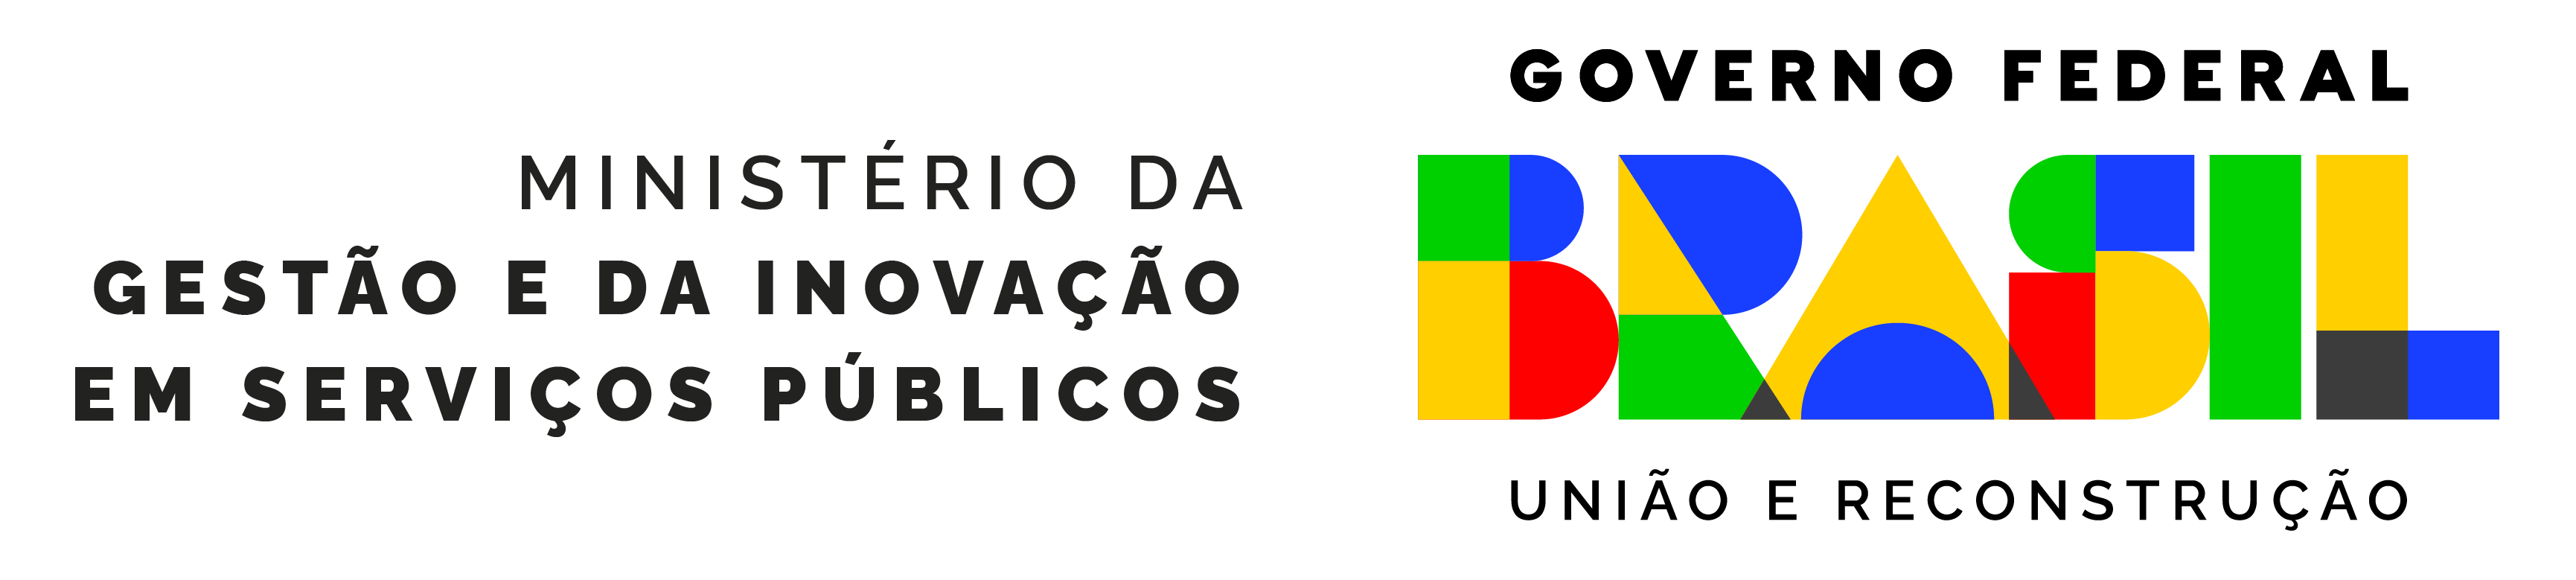 MINISTÉRIO DA
GESTÃO E DA INOVAÇÃO
EM SERVIÇOS PÚBLICOS
GOVERNO FEDERAL
BRASIL
UNIÃO E RECONSTRUÇÃO